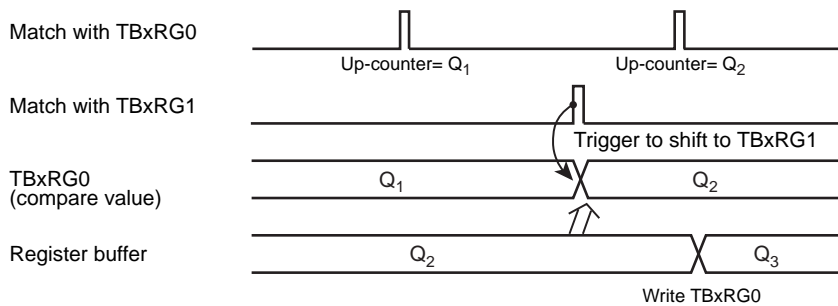 Match with TBxRG0
Up-counter= Q1
Up-counter= Q2
Match with TBxRG1
Trigger to shift to TBxRG1
TBxRG0
(compare value)
Q1
Q2
Register buffer
Q2
Q3
Write TBxRG0